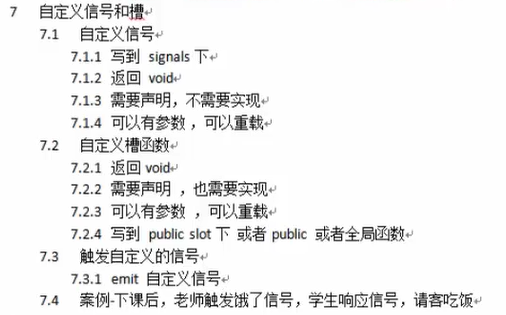 7 自定义信号和槽
7.1 自定义信号
7.1.1 写到 signals 下
7.1.2 返回 void
7.1.3 需要声明，不需要实现
7.1.4 可以有参数 ，可以重载
7.2 自定义槽函数
7.2.1 返回 void
7.2.2 需要声明 ，也需要实现
7.2.3 可以有参数 ，可以重载
7.2.4 写到 public slot 下 或者 public 或者全局函数
7.3 触发自定义的信号
7.3.1 emit 自定义信号
7.4 案例-下课后，老师触发饿了信号，学生响应信号，请客吃饭